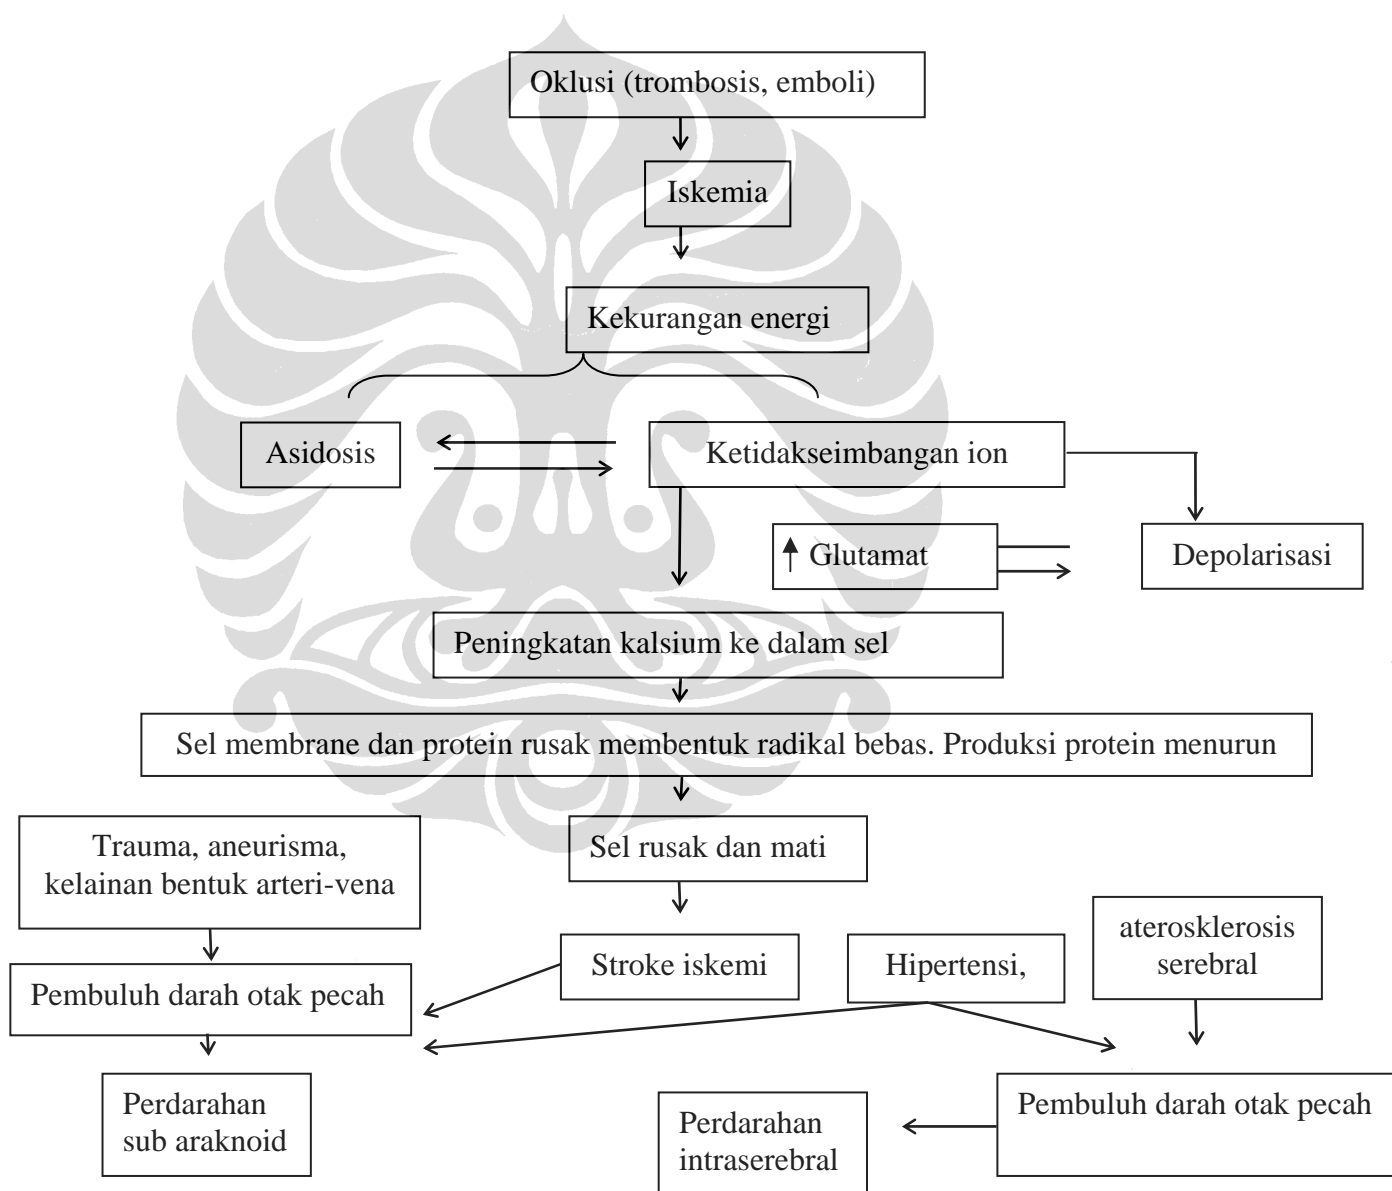 Oklusi (trombosis, emboli)
Iskemia
Kekurangan energi
Asidosis
Ketidakseimbangan ion
Glutamat
Depolarisasi
Peningkatan kalsium ke dalam sel
Sel membrane dan protein rusak membentuk radikal bebas. Produksi protein menurun
Trauma, aneurisma,
kelainan bentuk arteri-vena
Sel rusak dan mati
aterosklerosis
serebral
Stroke iskemi
Hipertensi,
Pembuluh darah otak pecah
Perdarahan
sub araknoid
Perdarahan
intraserebral
Pembuluh darah otak pecah